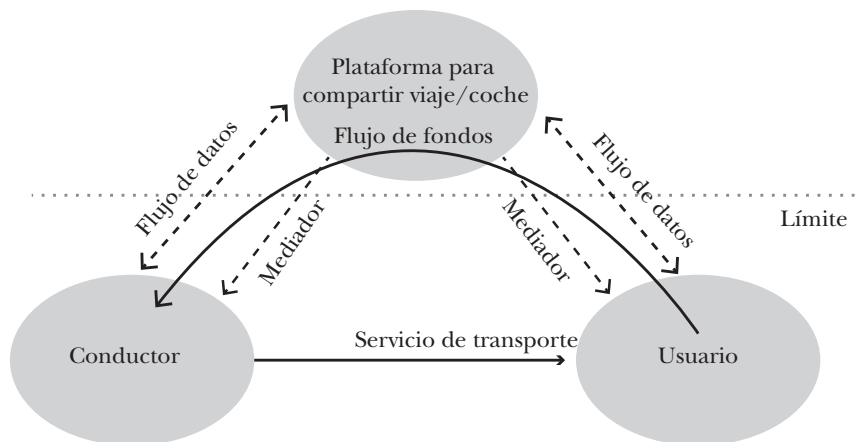 Plataforma para
compartir viaje/coche
Flujo de fondos
Flujo de datos
Flujo de datos
Límite
Mediador
Mediador
Servicio de transporte
Conductor
Usuario